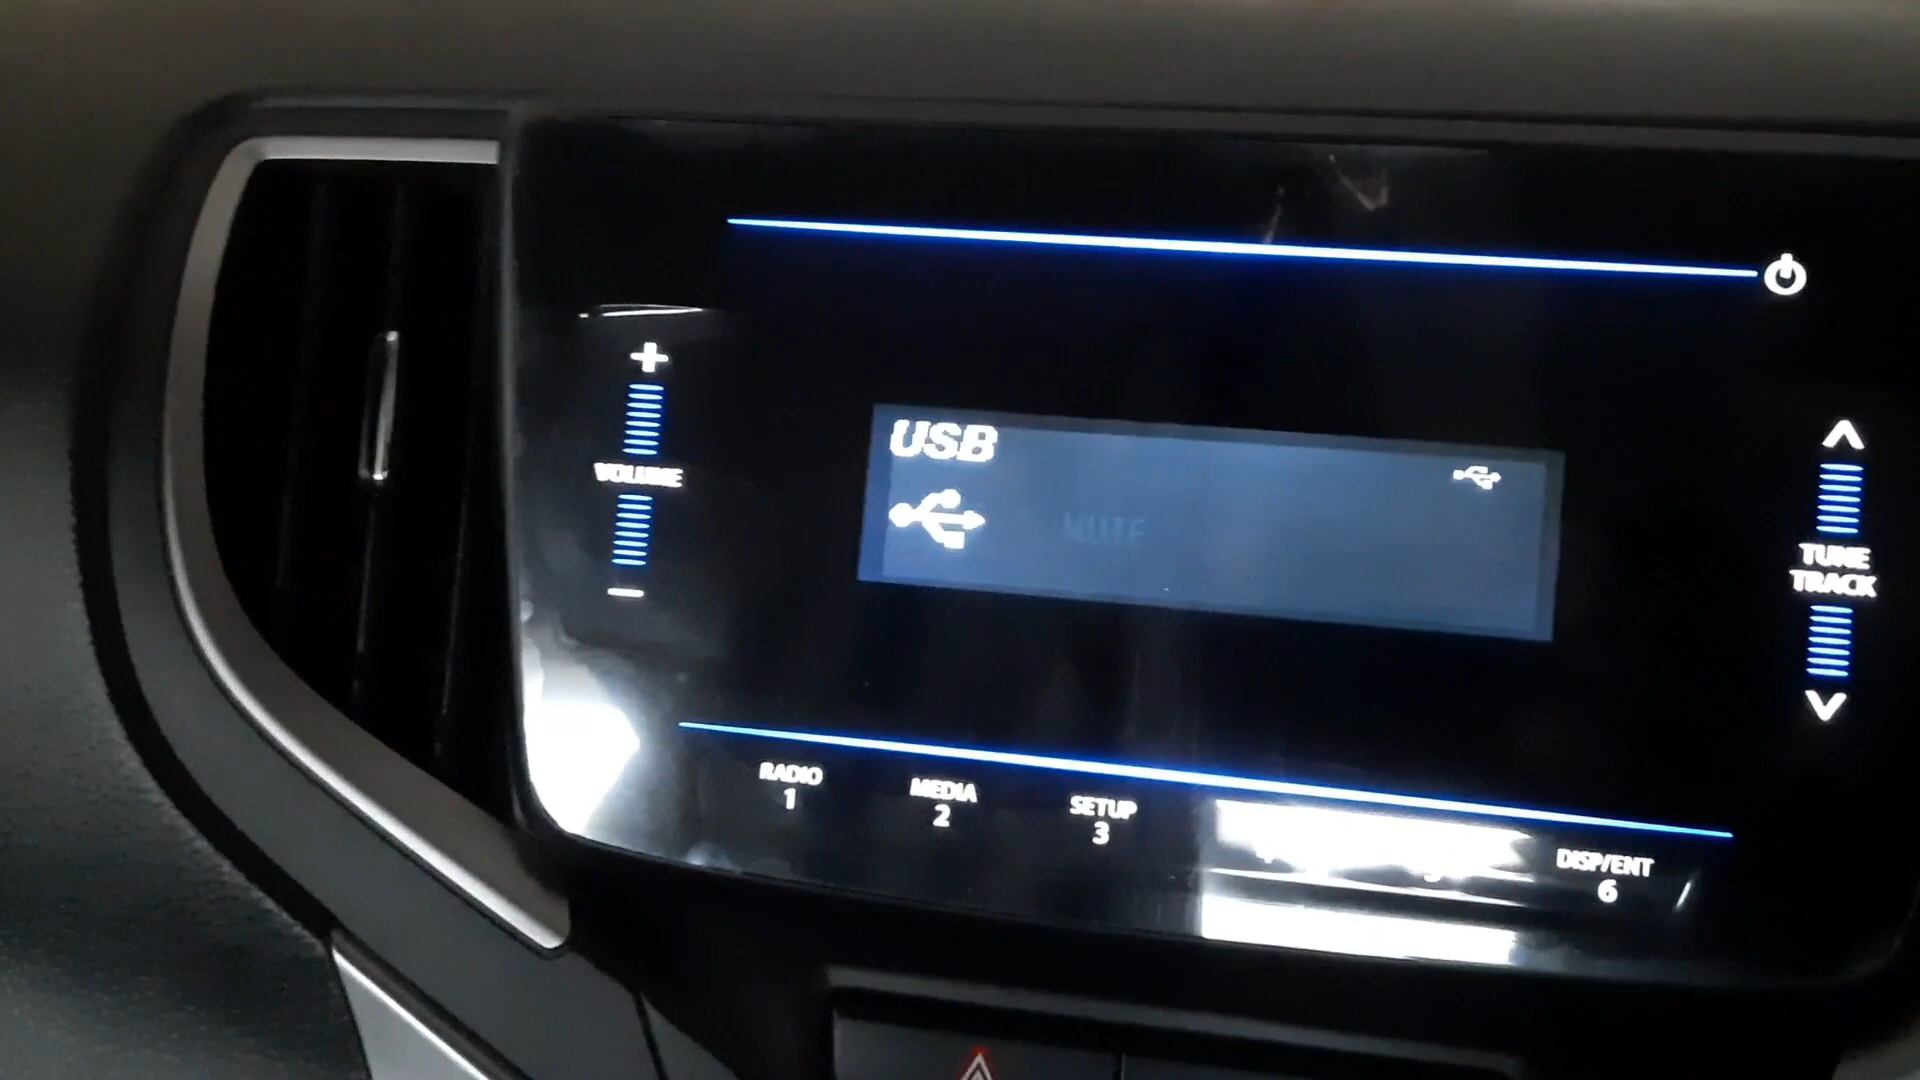 +
VOLUME
−
USB
MUTE
TUNE
TRACK
RADIO
1
MEDIA
2
SETUP
3
DISP/ENT
6